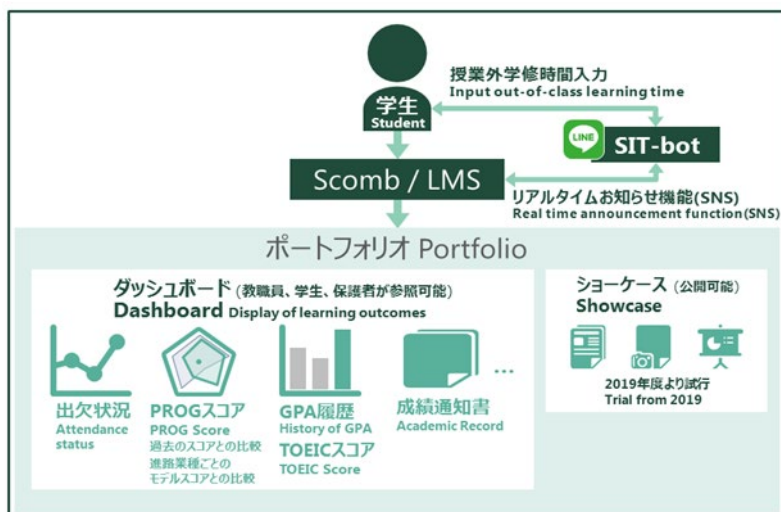 授業外学修時間入力
Input out-of-class learning time
学生
Student
LINE
SIT-bot
Scomb / LMS
リアルタイムお知らせ機能(SNS)
Real time announcement function(SNS)
ポートフォリオ Portfolio
ダッシュボード (教職員、学生、保護者が参照可能)
Dashboard Display of learning outcomes
出欠状況
Attendance
status
PROGスコア
PROG Score
過去のスコアとの比較
進路業種ごとの
モデルスコアとの比較
GPA履歴
History of GPA
TOEICスコア
TOEIC Score
成績通知書
Academic Record
...
ショーケース (公開可能)
Showcase
2019年度より試行
Trial from 2019